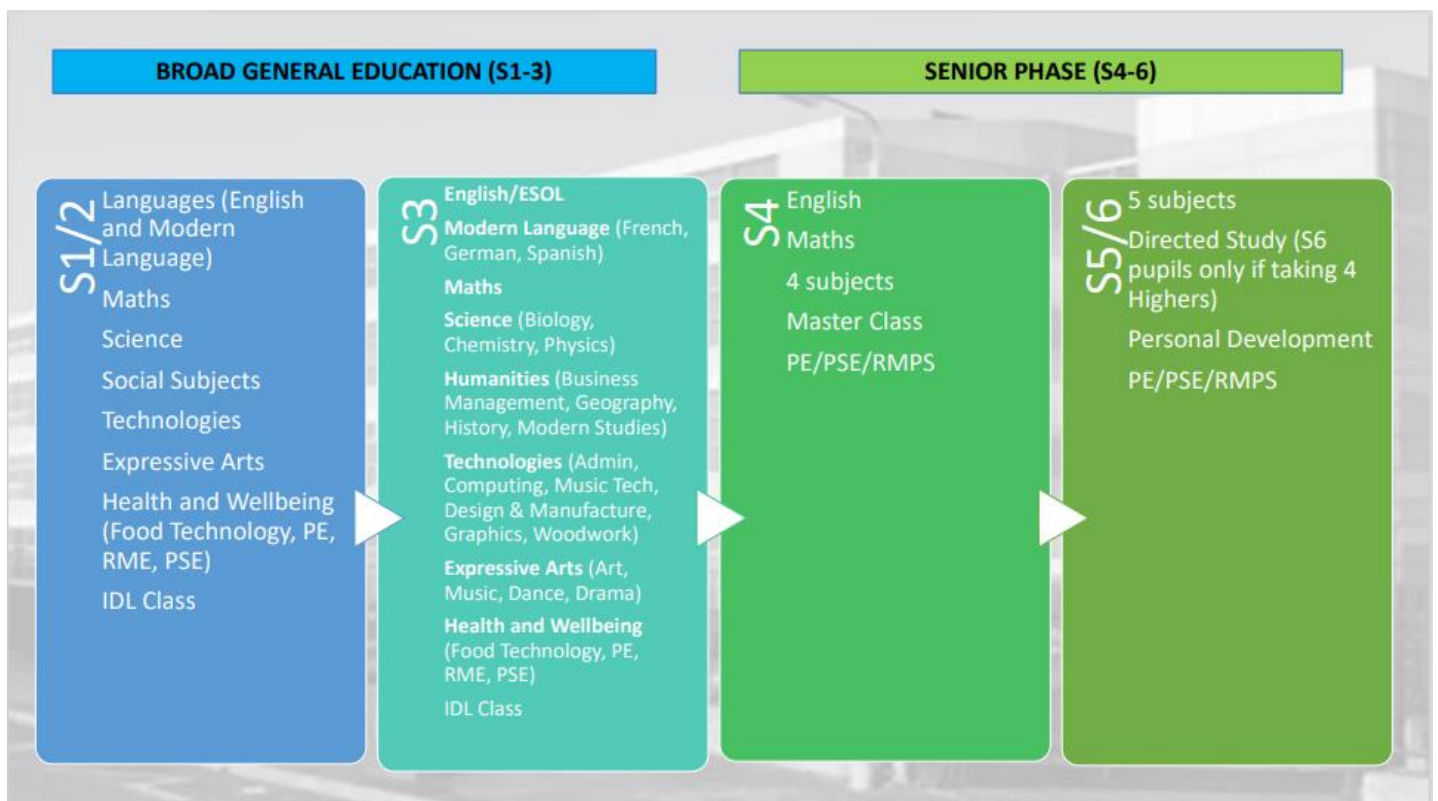 BROAD GENERAL EDUCATION (S1-3)
SENIOR PHASE (S4-6)
S1/2
Languages (English
and Modern
Language)
Maths
Science
Social Subjects
Technologies
Expressive Arts
Health and Wellbeing
(Food Technology, PE,
RME, PSE)
IDL Class
S3
English/ESOL
Modern Language (French,
German, Spanish)
Maths
Science (Biology,
Chemistry, Physics)
Humanities (Business
Management, Geography,
History, Modern Studies)
Technologies (Admin,
Computing, Music Tech,
Design & Manufacture,
Graphics, Woodwork)
Expressive Arts (Art,
Music, Dance, Drama)
Health and Wellbeing
(Food Technology, PE,
RME, PSE)
IDL Class
S4
English
Maths
4 subjects
Master Class
PE/PSE/RMPS
S5/6
5 subjects
Directed Study (S6
pupils only if taking 4
Highers)
Personal Development
PE/PSE/RMPS